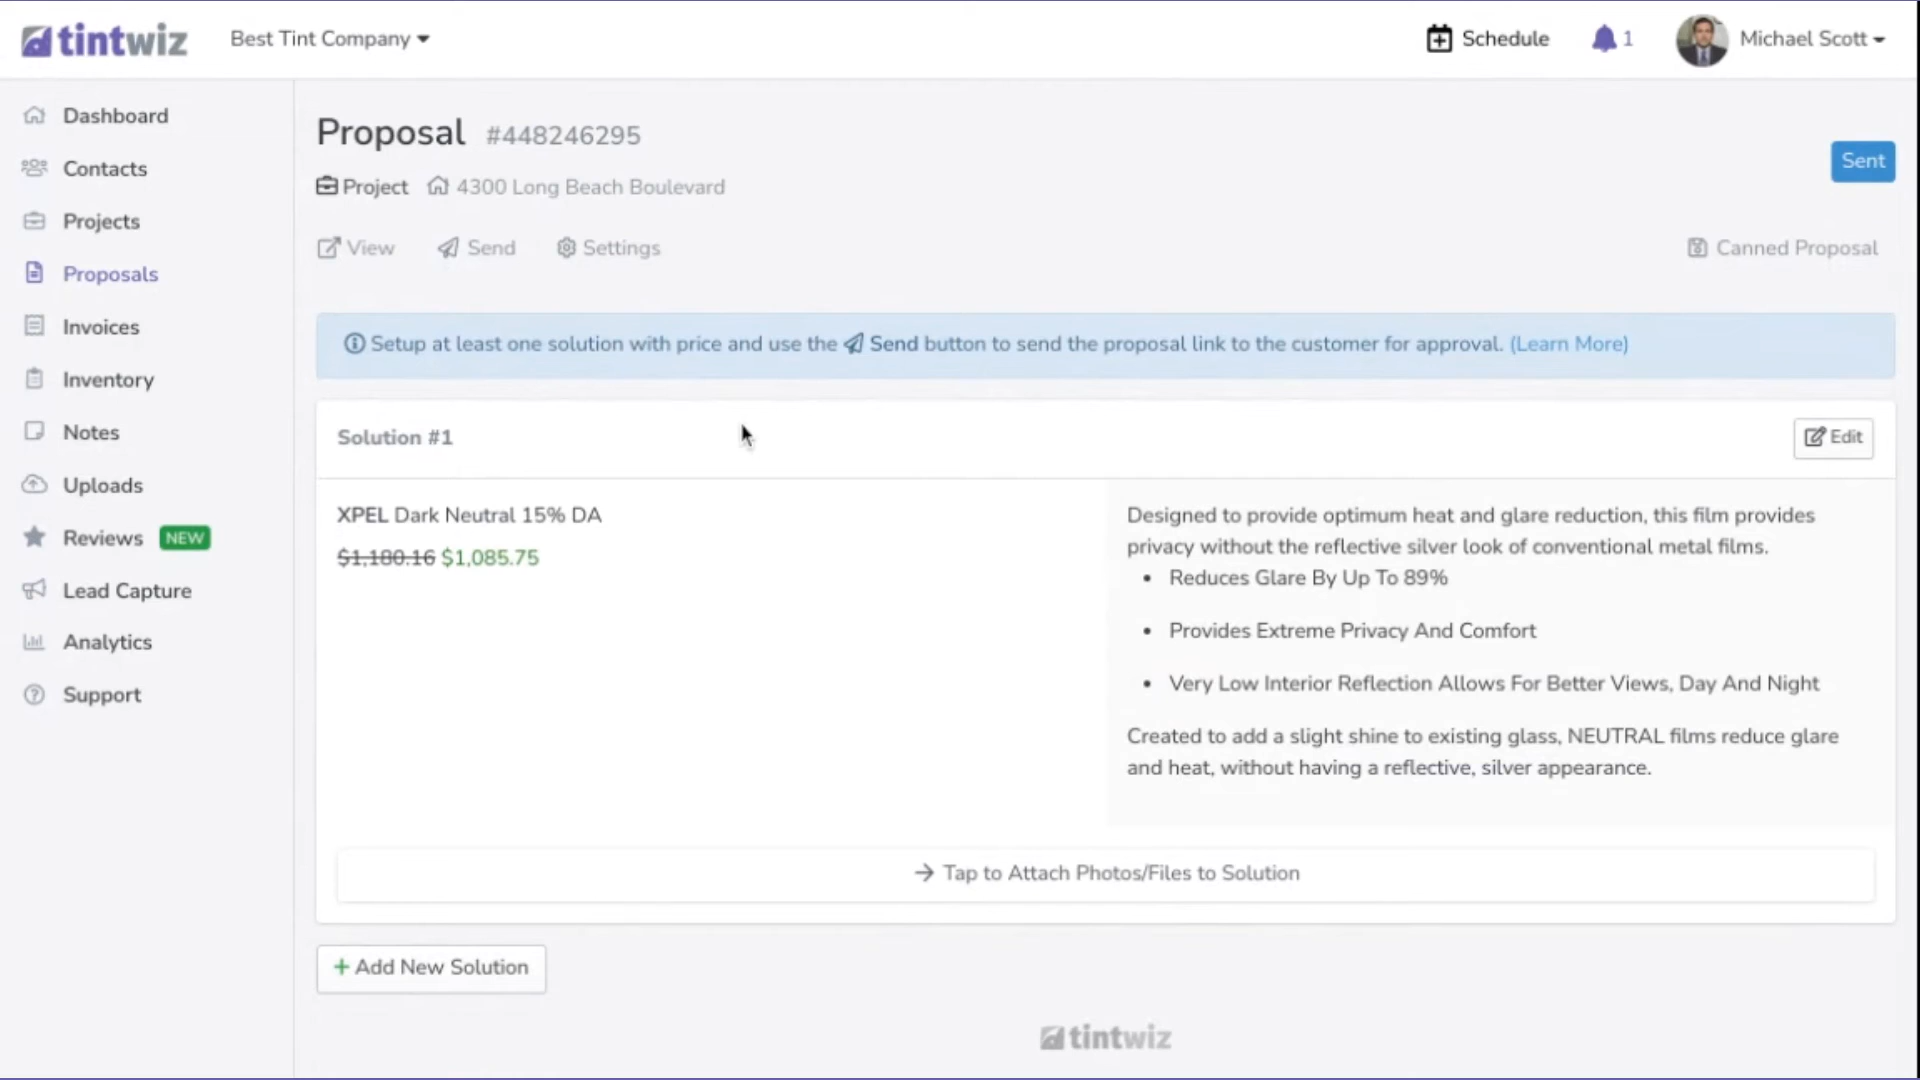 tintwiz
Best Tint Company
Schedule
1
Michael Scott
Dashboard
Contacts
Projects
Proposals
Invoices
Inventory
Notes
Uploads
Reviews NEW
Lead Capture
Analytics
Support
Proposal #448246295
Sent
Project 4300 Long Beach Boulevard
View Send Settings
Canned Proposal
Setup at least one solution with price and use the Send button to send the proposal link to the customer for approval. (Learn More)
Solution #1
Edit
XPEL Dark Neutral 15% DA
$1,180.16 $1,085.75
Designed to provide optimum heat and glare reduction, this film provides
privacy without the reflective silver look of conventional metal films.
• Reduces Glare By Up To 89%
• Provides Extreme Privacy And Comfort
• Very Low Interior Reflection Allows For Better Views, Day And Night
Created to add a slight shine to existing glass, NEUTRAL films reduce glare
and heat, without having a reflective, silver appearance.
→ Tap to Attach Photos/Files to Solution
+ Add New Solution
tintwiz